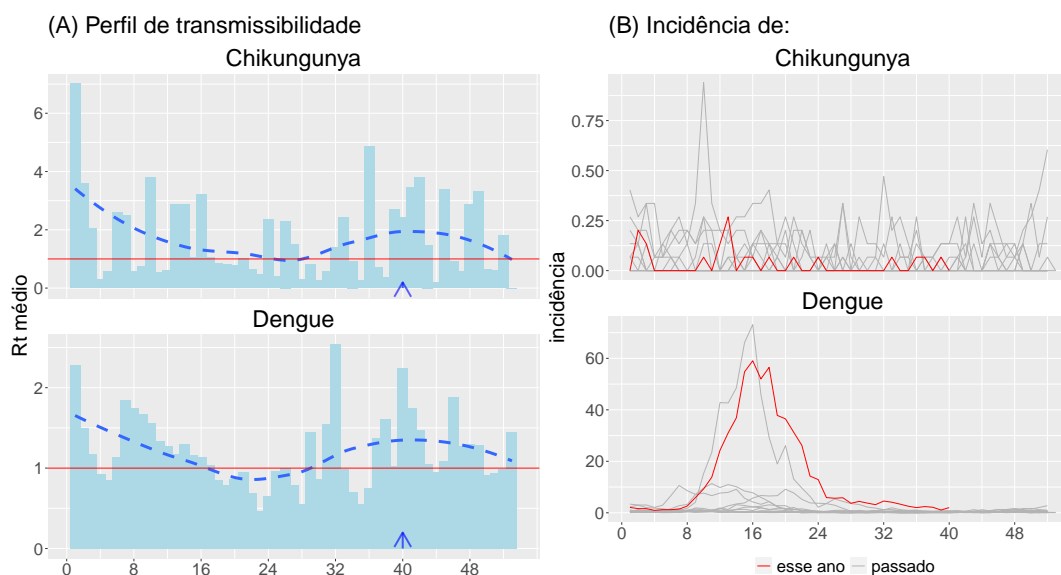 (A) Perfil de transmissibilidade
Chikungunya
6
4
2
0
Dengue
2
1
0
0 8 16 24 32 40 48
Rt médio
(B) Incidência de:
Chikungunya
0.75
0.50
0.25
0.00
Dengue
60
40
20
0
0 8 16 24 32 40 48
incidência
esse ano passado